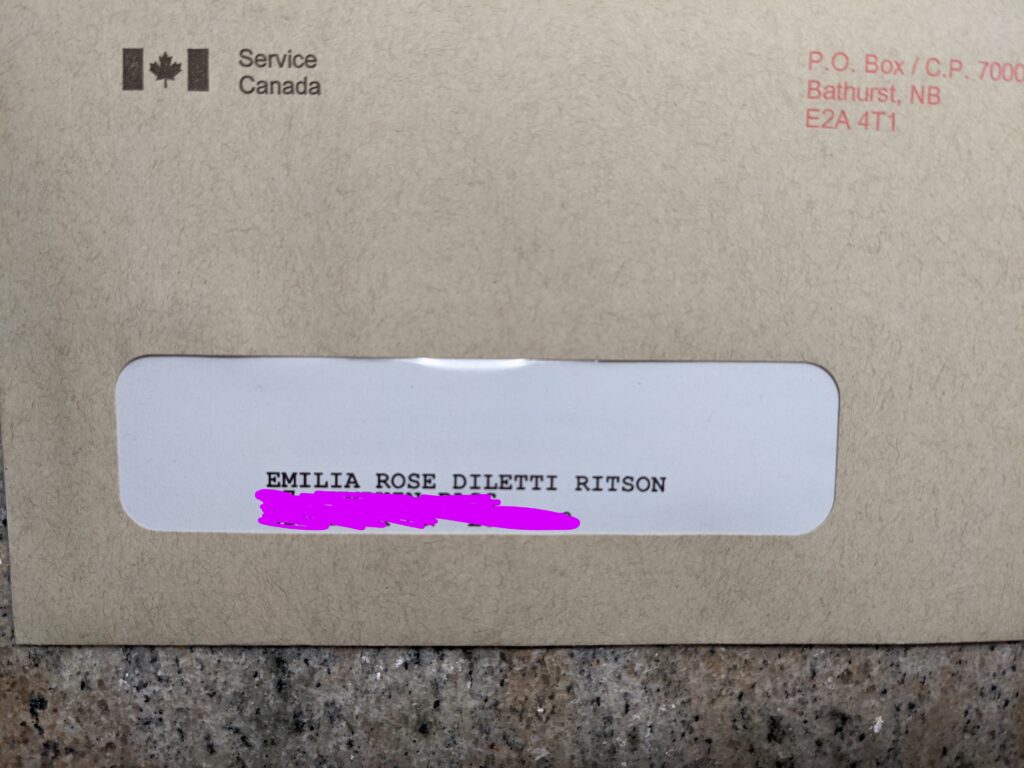 Service
Canada
P.O. Box / C.P. 7000
Bathurst, NB
E2A 4T1
EMILIA ROSE DILETTI RITSON